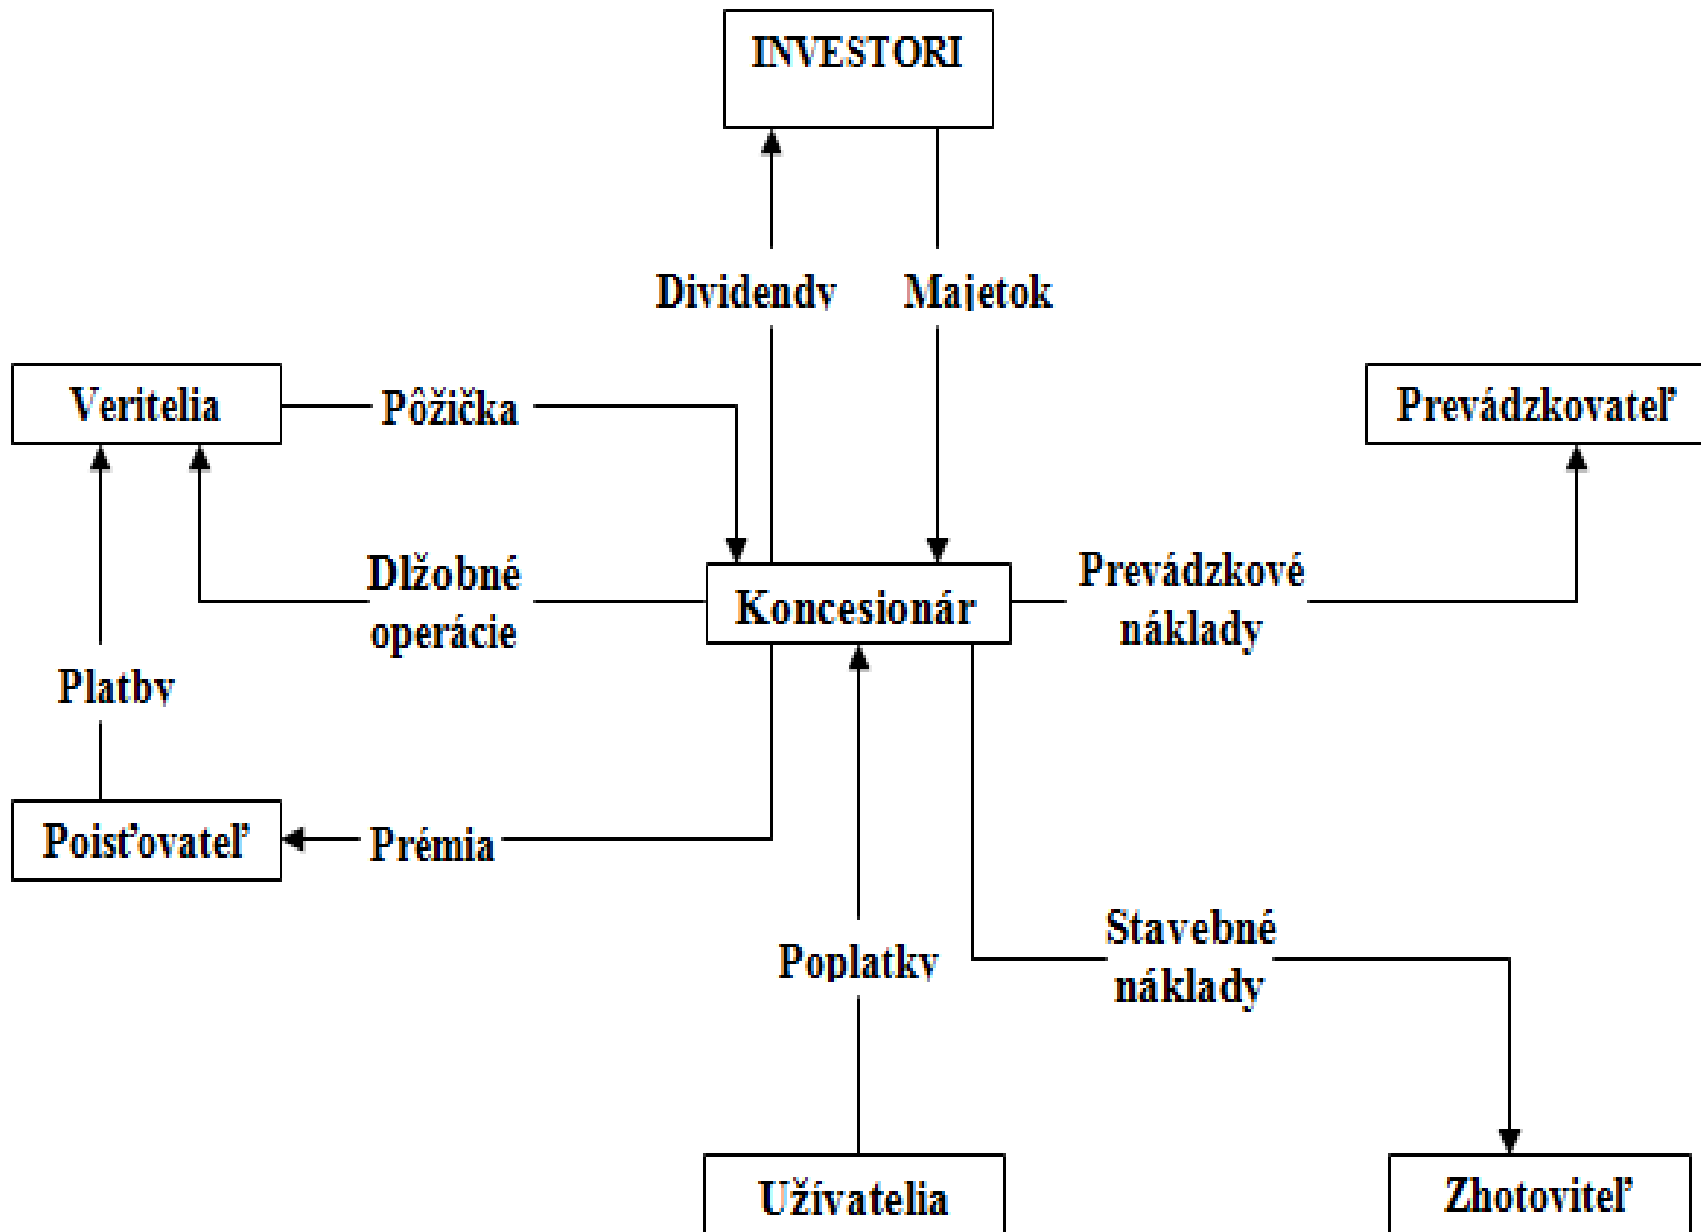 INVESTORI
Dividendy
Majetok
Veritelia
Pôžička
Prevádzkovateľ
Dlžobné
operácie
Koncesionár
Prevádzkové
náklady
Platby
Poisťovateľ
Prémia
Poplatky
Stavebné
náklady
Užívatelia
Zhotoviteľ